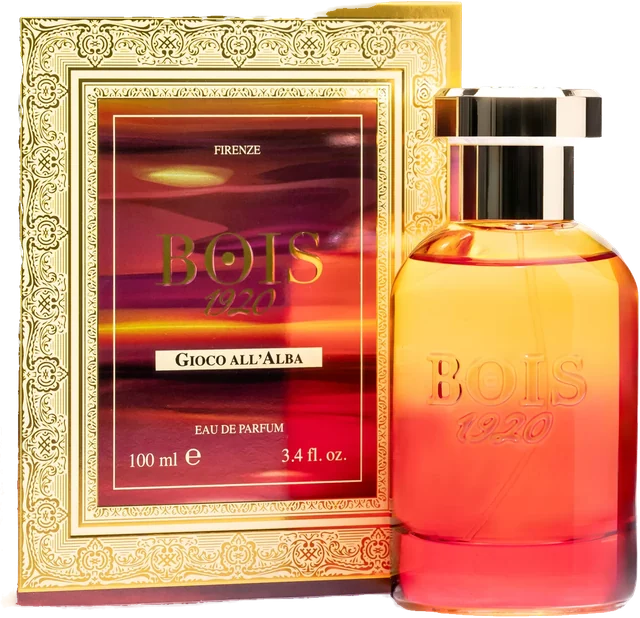 FIRENZE
BOIS
1920
GIOCO ALL'ALBA
EAU DE PARFUM
100 ml ℮
3.4 fl. oz.
BOIS
1920